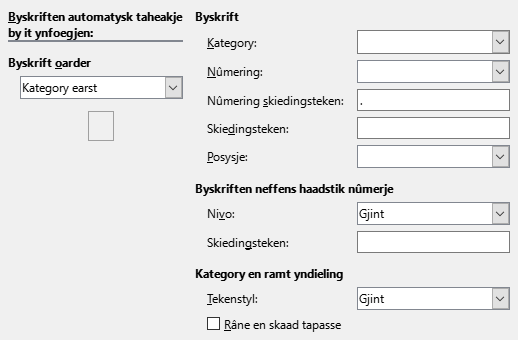 Byskriften automatysk taheakje
by it ynfoegjen:
Byskrift oarder
Kategory earst
Byskrift
Kategory:
Nûmering:
Nûmering skiedingsteken: .
Skiedingsteken:
Posysje:
Byskriften neffens haadstik nûmerje
Nivo: Gjint
Skiedingsteken:
Kategory en ramt yndieling
Tekenstyl: Gjint
Râne en skaad tapasse